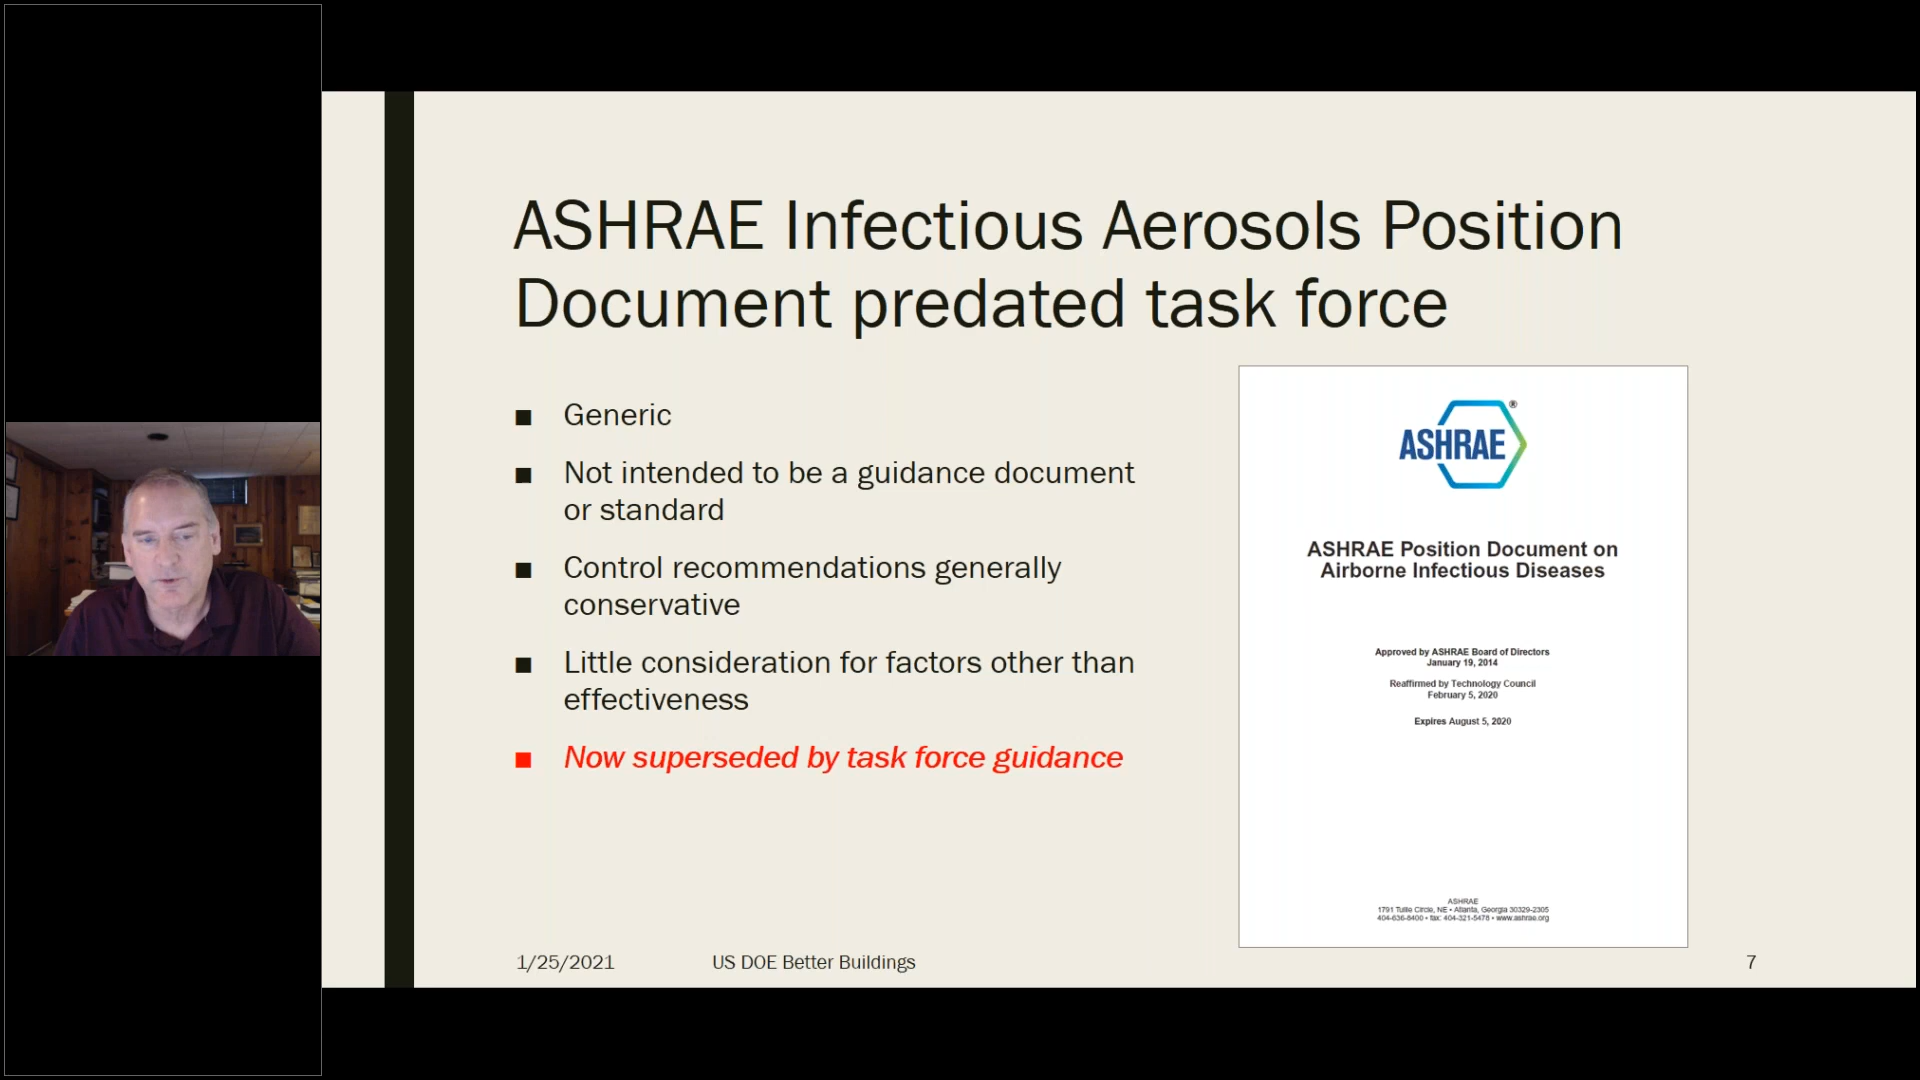 ASHRAE Infectious Aerosols Position
Document predated task force
■ Generic
■ Not intended to be a guidance document
or standard
■ Control recommendations generally
conservative
■ Little consideration for factors other than
effectiveness
■ Now superseded by task force guidance
ASHRAE®
ASHRAE Position Document on
Airborne Infectious Diseases
Approved by ASHRAE Board of Directors
January 19, 2014
Reaffirmed by Technology Council
February 5, 2020
Expires August 5, 2020
ASHRAE
1791 Tullie Circle, NE • Atlanta, Georgia 30329-2305
404-636-8400 • fax: 404-321-5478 • www.ashrae.org
1/25/2021
US DOE Better Buildings
7